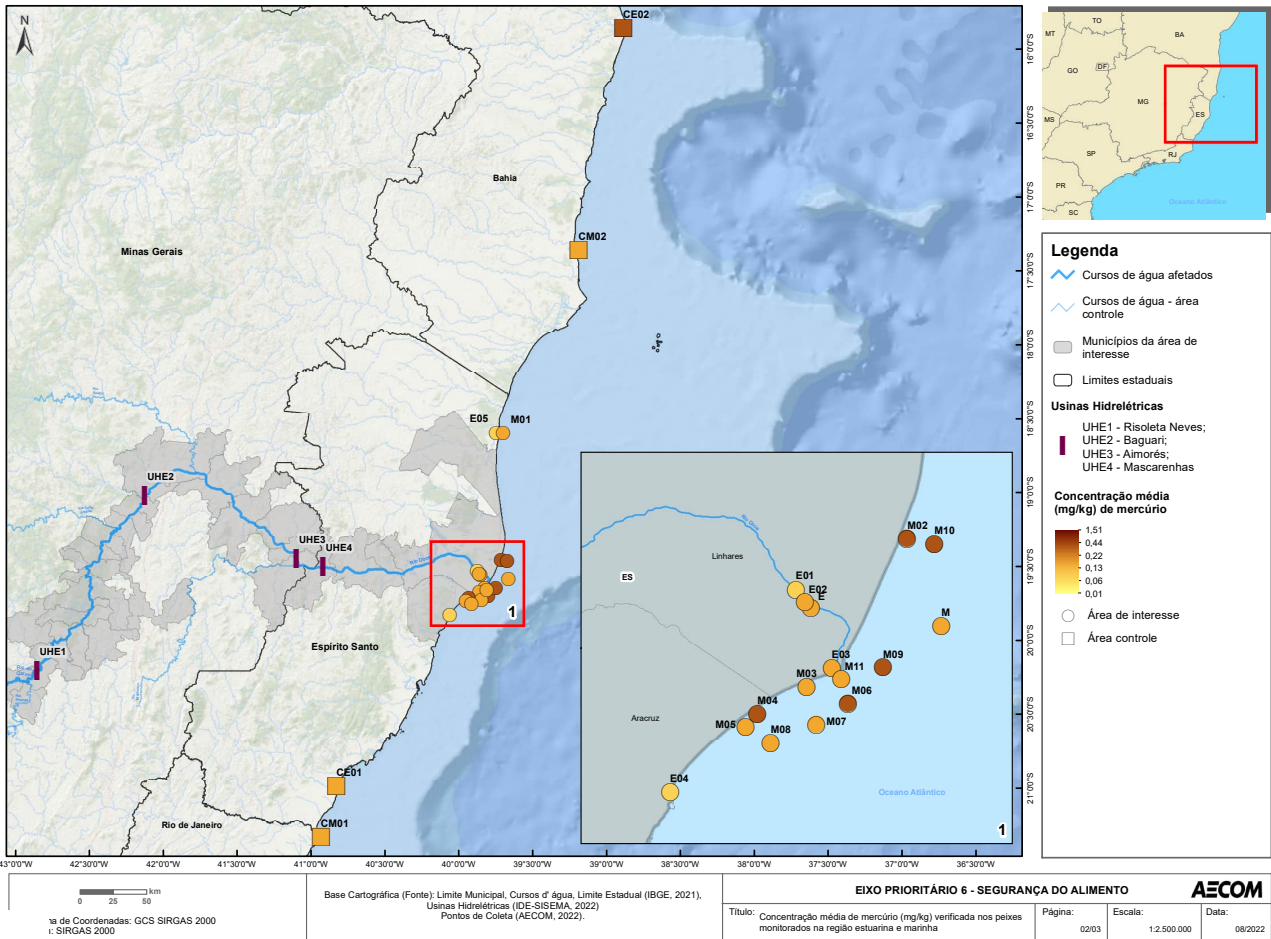 N
CE02
Bahia
Minas Gerais
CM02
E05
M01
UHE2
UHE3
UHE4
Rio Doce
1
UHE1
Espírito Santo
CE01
Rio de Janeiro
CM01
16°0'0"S
16°30'0"S
17°0'0"S
17°30'0"S
18°0'0"S
18°30'0"S
19°0'0"S
19°30'0"S
20°0'0"S
20°30'0"S
21°0'0"S
43°0'0"W
42°30'0"W
42°0'0"W
41°30'0"W
41°0'0"W
40°30'0"W
40°0'0"W
39°30'0"W
39°0'0"W
38°30'0"W
38°0'0"W
37°30'0"W
37°0'0"W
36°30'0"W
Rio Doce
Linhares
ES
M02
M10
E01
E02
E
M
E03
M09
M11
M03
M06
M04
M05
M07
M08
Aracruz
E04
Oceano Atlântico
1
TO
MT
BA
GO
DF
MG
MS
ES
SP
RJ
PR
SC
Oceano Atlântico
Legenda
Cursos de água afetados
Cursos de água - área
controle
Municípios da área de
interesse
Limites estaduais
Usinas Hidrelétricas
UHE1 - Risoleta Neves;
UHE2 - Baguari;
UHE3 - Aimorés;
UHE4 - Mascarenhas
Concentração média
(mg/kg) de mercúrio
1,51
0,44
0,22
0,13
0,06
0,01
Área de interesse
Área controle
km
0 25 50
na de Coordenadas: GCS SIRGAS 2000
: SIRGAS 2000
Base Cartográfica (Fonte): Limite Municipal, Cursos d' água, Limite Estadual (IBGE, 2021),
Usinas Hidrelétricas (IDE-SISEMA, 2022)
Pontos de Coleta (AECOM, 2022).
EIXO PRIORITÁRIO 6 - SEGURANÇA DO ALIMENTO
AECOM
Título: Concentração média de mercúrio (mg/kg) verificada nos peixes
monitorados na região estuarina e marinha
Página:
02/03
Escala:
1:2.500.000
Data:
08/2022